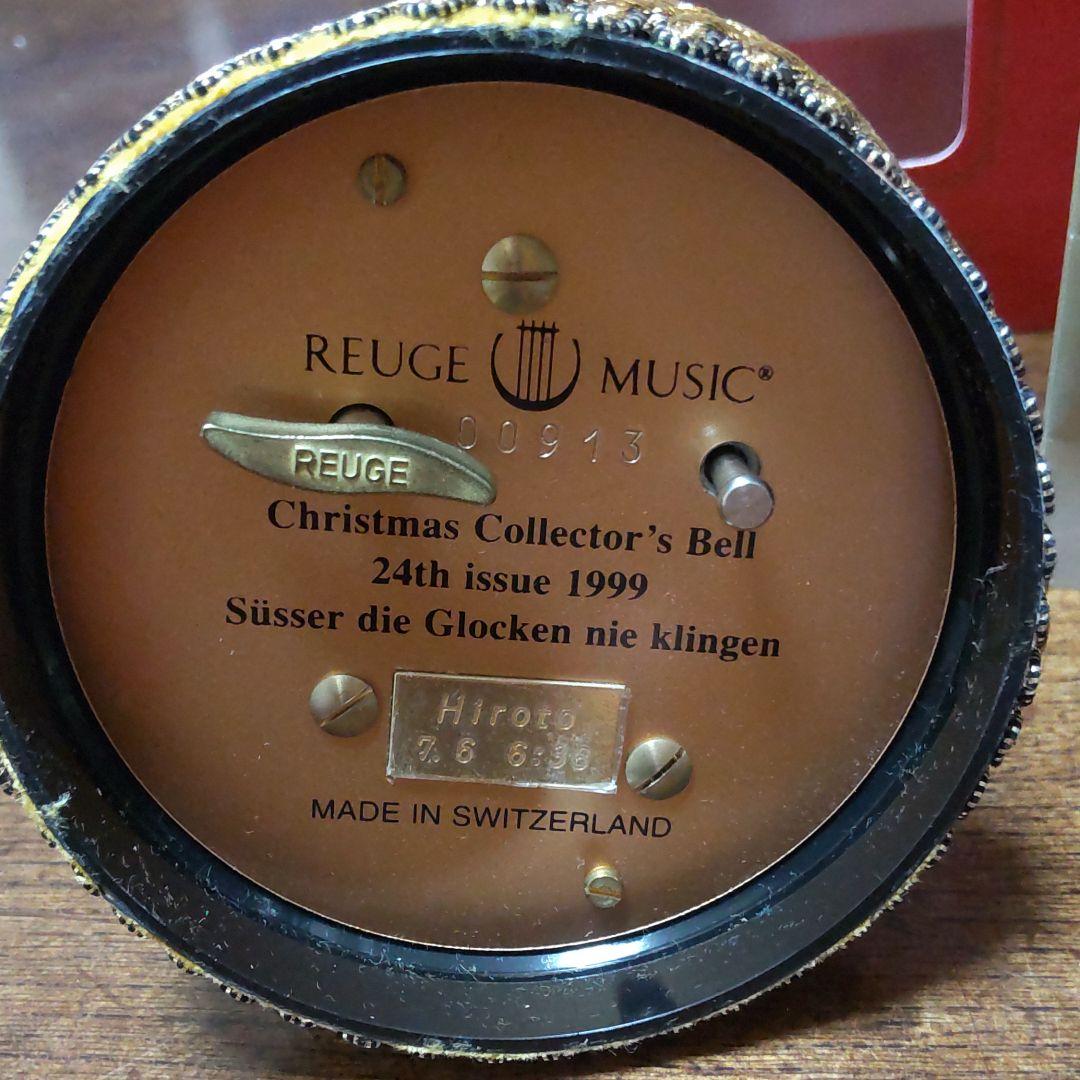 REUGE MUSIC®
00913
REUGE
Christmas Collector's Bell
24th issue 1999
Süsser die Glocken nie klingen
Hiroto
7.6 6:36
MADE IN SWITZERLAND